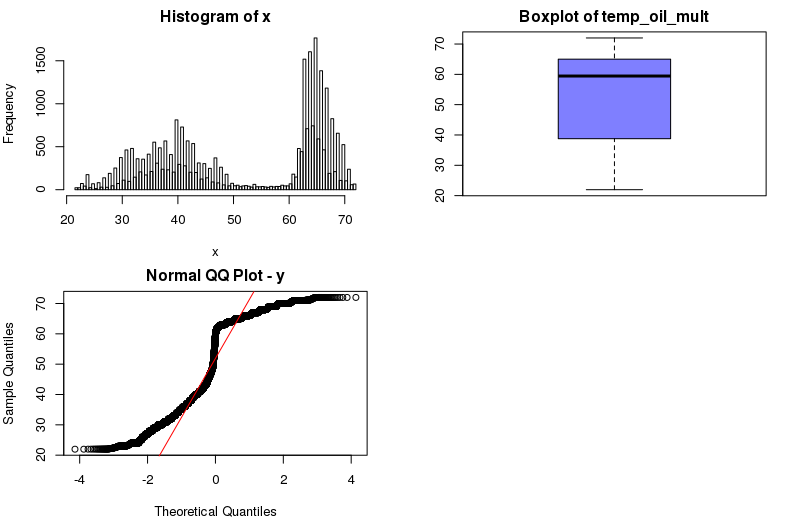 Histogram of x
Frequency
0
500
1000
1500
20 30 40 50 60 70
x
Boxplot of temp_oil_mult
20
30
40
50
60
70
Normal QQ Plot - y
Sample Quantiles
20
30
40
50
60
70
-4 -2 0 2 4
Theoretical Quantiles